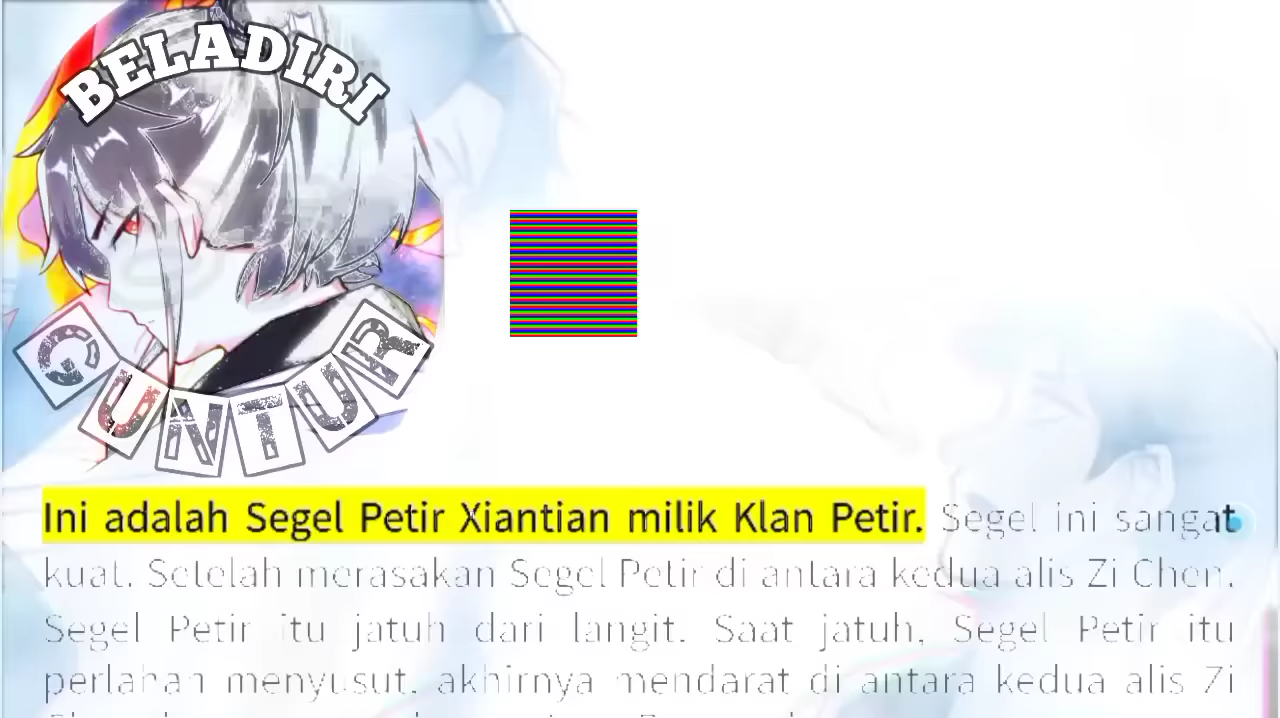 BELADIRI
GUNTUR
Ini adalah Segel Petir Xiantian milik Klan Petir. Segel ini sangat
kuat. Setelah merasakan Segel Petir di antara kedua alis Zi Chen,
Segel Petir itu jatuh dari langit. Saat jatuh, Segel Petir itu
perlahan menyusut, akhirnya mendarat di antara kedua alis Zi